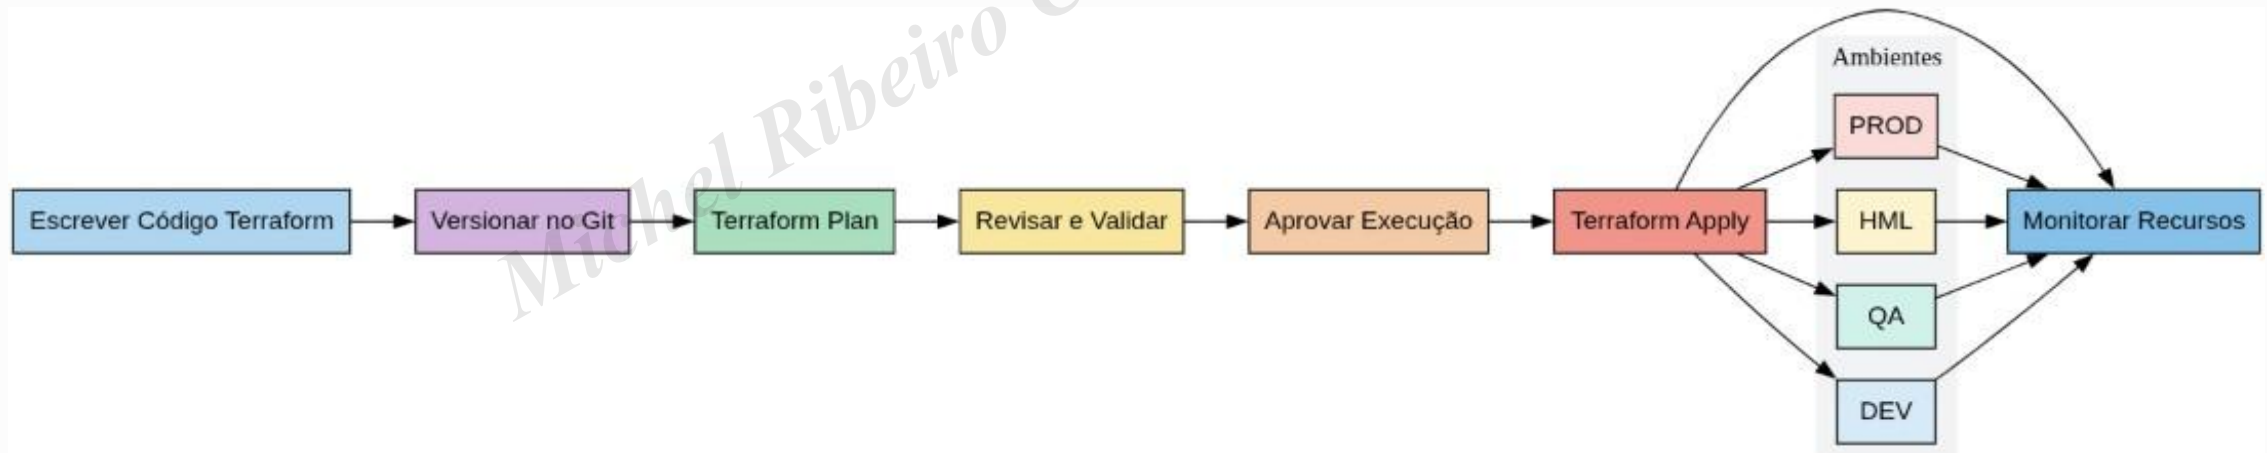 Escrever Código Terraform
Versionar no Git
Terraform Plan
Revisar e Validar
Aprovar Execução
Terraform Apply
Ambientes
PROD
HML
QA
DEV
Monitorar Recursos
Michel Ribeiro